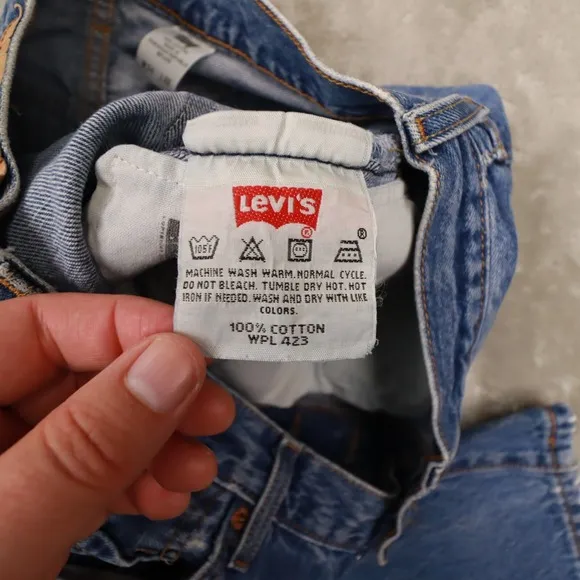 Levi's
®
105F
®
MACHINE WASH WARM.NORMAL CYCLE.
DO NOT BLEACH. TUMBLE DRY HOT. HOT
IRON IF NEEDED. WASH AND DRY WITH LIKE
COLORS.
100% COTTON
WPL 423